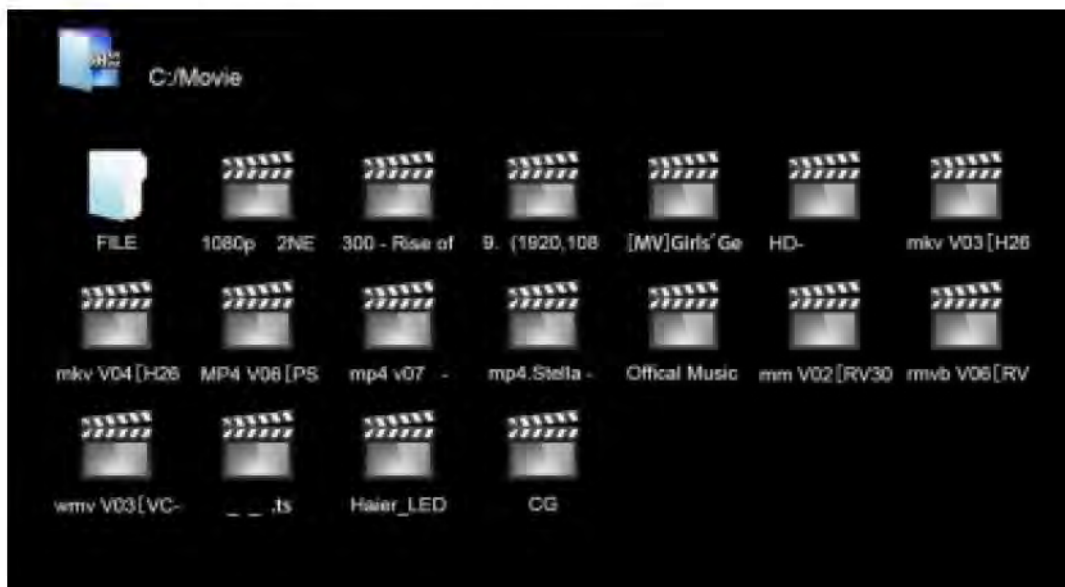 C:/Movie
FILE
1080p 2NE
300 - Rise of
9. (1920,108
[MV]Girls'Ge
HD-
mkv V03[H26
mkv V04[H26
MP4 V06[PS
mp4 v07 -
mp4.Stella -
Offical Music
mm V02[RV30
rmvb V06[RV
wmv V03[VC-
_ _ .ts
Haier_LED
CG